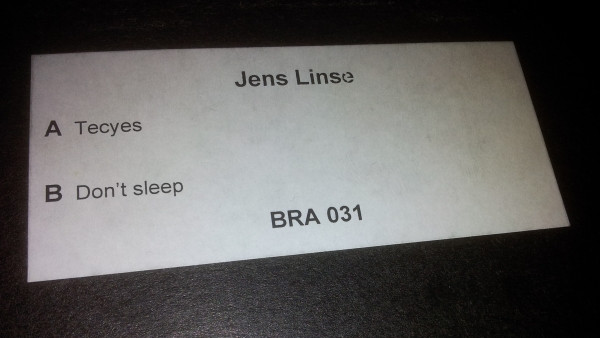 Jens Linse
A Tecyes
B Don't sleep
BRA 031